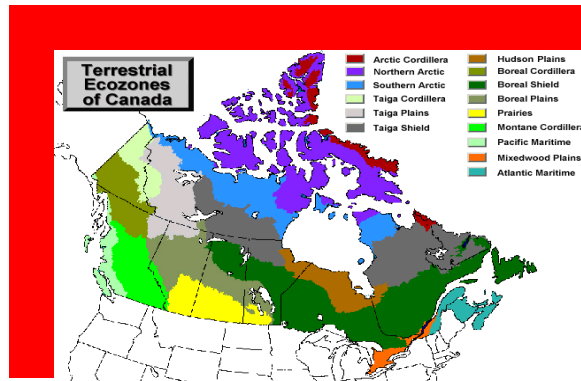 Terrestrial
Ecozones
of Canada
Arctic Cordillera
Northern Arctic
Southern Arctic
Taiga Cordillera
Taiga Plains
Taiga Shield
Hudson Plains
Boreal Cordillera
Boreal Shield
Boreal Plains
Prairies
Montane Cordillera
Pacific Maritime
Mixedwood Plains
Atlantic Maritime